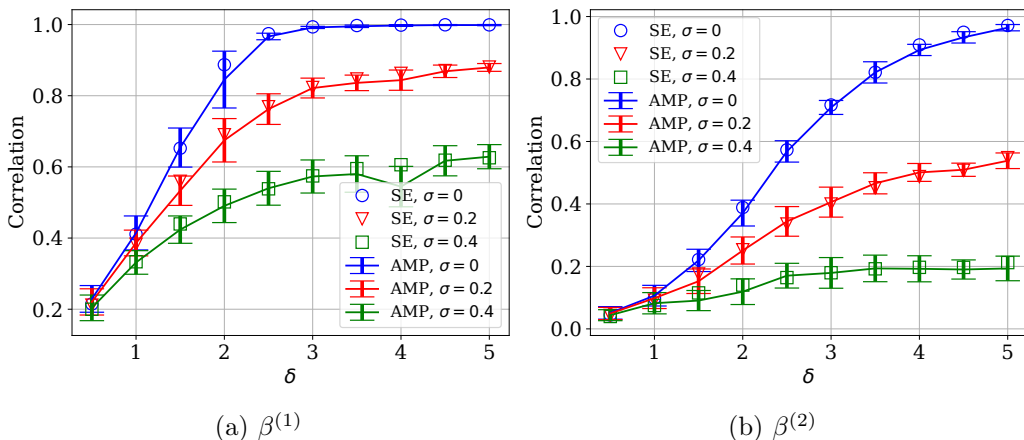 Correlation
1.0
0.8
0.6
0.4
0.2
1
2
3
4
5
δ
SE, σ = 0
SE, σ = 0.2
SE, σ = 0.4
AMP, σ = 0
AMP, σ = 0.2
AMP, σ = 0.4
(a) β^(1)
Correlation
1.0
0.8
0.6
0.4
0.2
0.0
1
2
3
4
5
δ
SE, σ = 0
SE, σ = 0.2
SE, σ = 0.4
AMP, σ = 0
AMP, σ = 0.2
AMP, σ = 0.4
(b) β^(2)